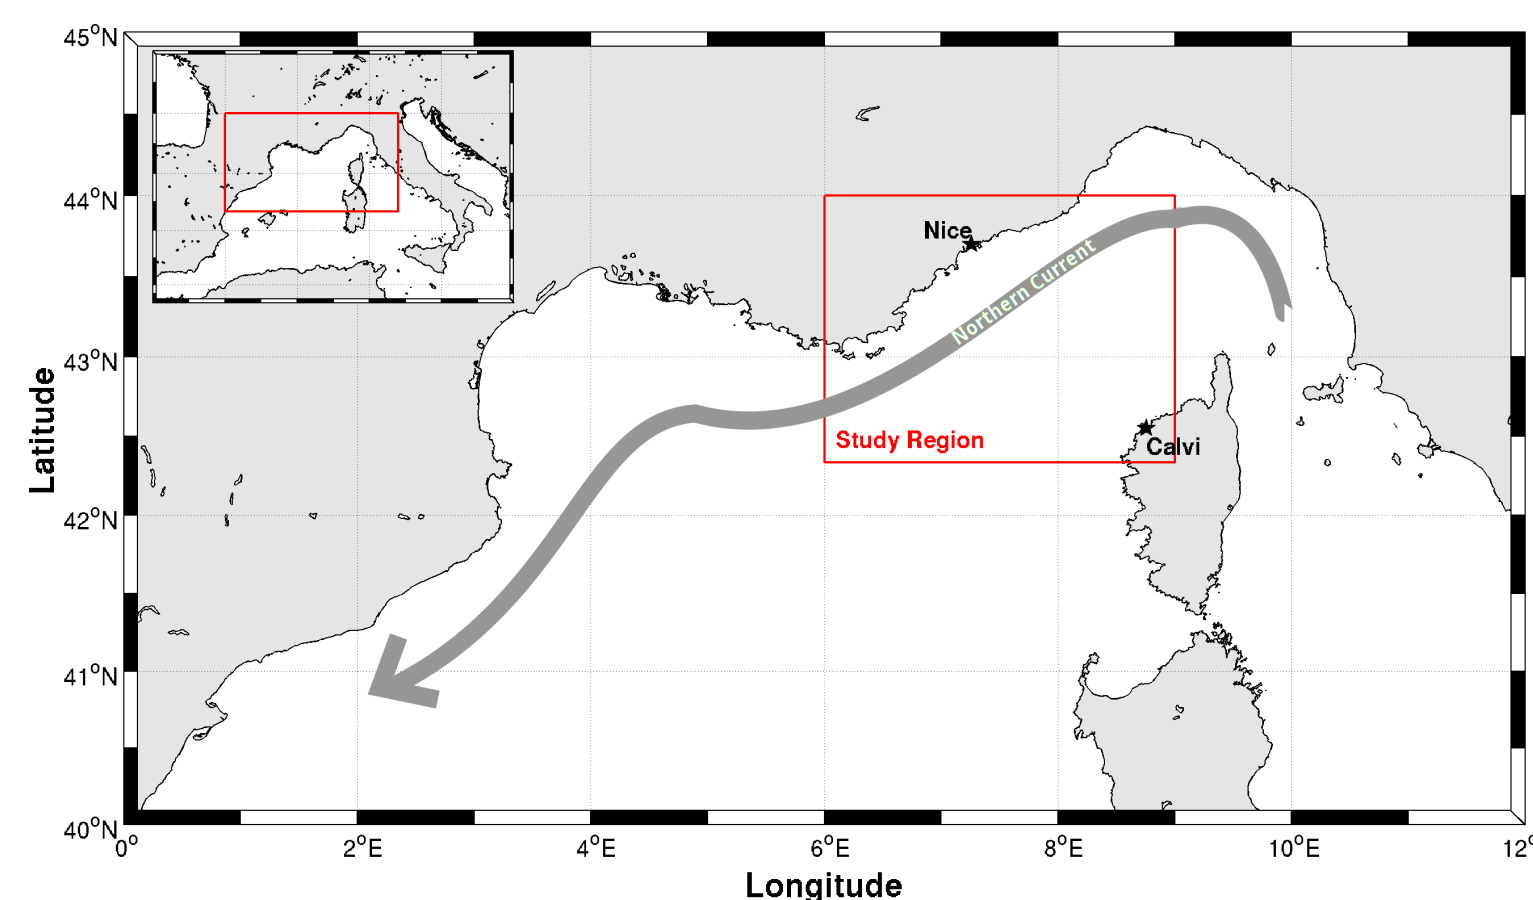 45°N
44°N
43°N
42°N
41°N
40°N
Latitude
Nice
Northern Current
Study Region
Calvi
0° 2°E 4°E 6°E 8°E 10°E 12°
Longitude